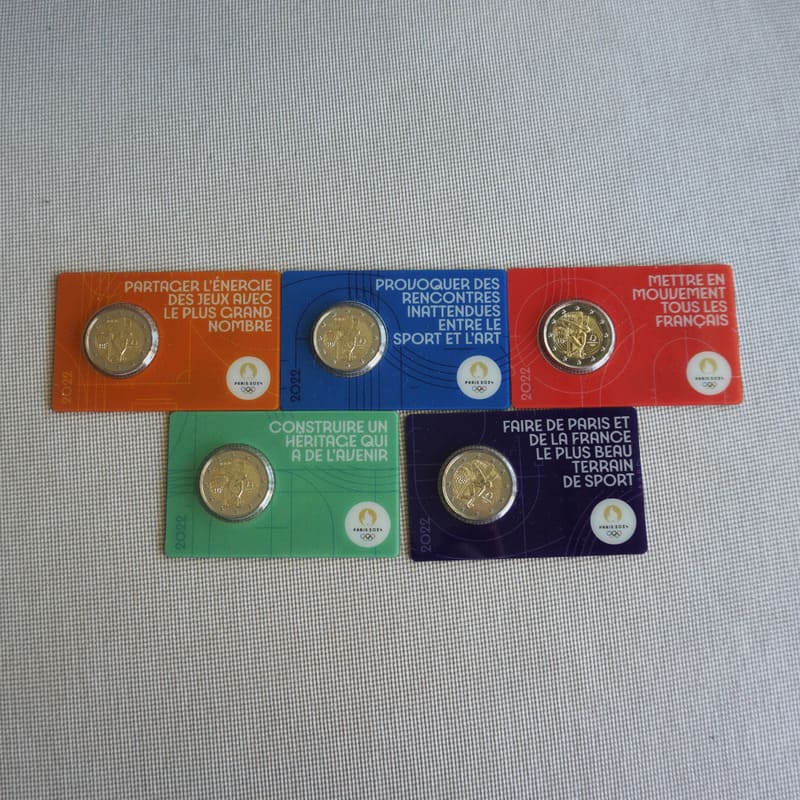 PARTAGER L'ÉNERGIE
DES JEUX AVEC
LE PLUS GRAND
NOMBRE
2022
PARIS 2024
PROVOQUER DES
RENCONTRES
INATTENDUES
ENTRE LE
SPORT ET L'ART
2022
PARIS 2024
METTRE EN
MOUVEMENT
TOUS LES
FRANÇAIS
2022
PARIS 2024
CONSTRUIRE UN
HÉRITAGE QUI
A DE L'AVENIR
2022
PARIS 2024
FAIRE DE PARIS ET
DE LA FRANCE
LE PLUS BEAU
TERRAIN
DE SPORT
2022
PARIS 2024